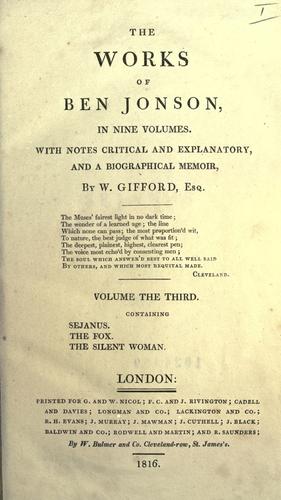 THE
WORKS
OF
BEN JONSON,
IN NINE VOLUMES.
WITH NOTES CRITICAL AND EXPLANATORY,
AND A BIOGRAPHICAL MEMOIR,
By W. GIFFORD, Esq.
The Muses' fairest light in no dark time;
The wonder of a learned age; the line
Which none can pass; the most proportion'd wit,
To nature, the best judge of what was fit;
The deepest, plainest, highest, clearest pen;
The voice most echo'd by consenting men;
The soul which answer'd best to all well said
By others, and which most requital made.
Cleveland.
VOLUME THE THIRD.
CONTAINING
SEJANUS.
THE FOX.
THE SILENT WOMAN.
LONDON:
PRINTED FOR G. AND W. NICOL; F. C. AND J. RIVINGTON; CADELL
AND DAVIES; LONGMAN AND CO.; LACKINGTON AND CO.;
R. H. EVANS; J. MURRAY; J. MAWMAN; J. CUTHELL; J. BLACK;
BALDWIN AND CO.; RODWELL AND MARTIN; AND R. SAUNDERS;
By W. Bulmer and Co. Cleveland-row, St. James's.
1816.